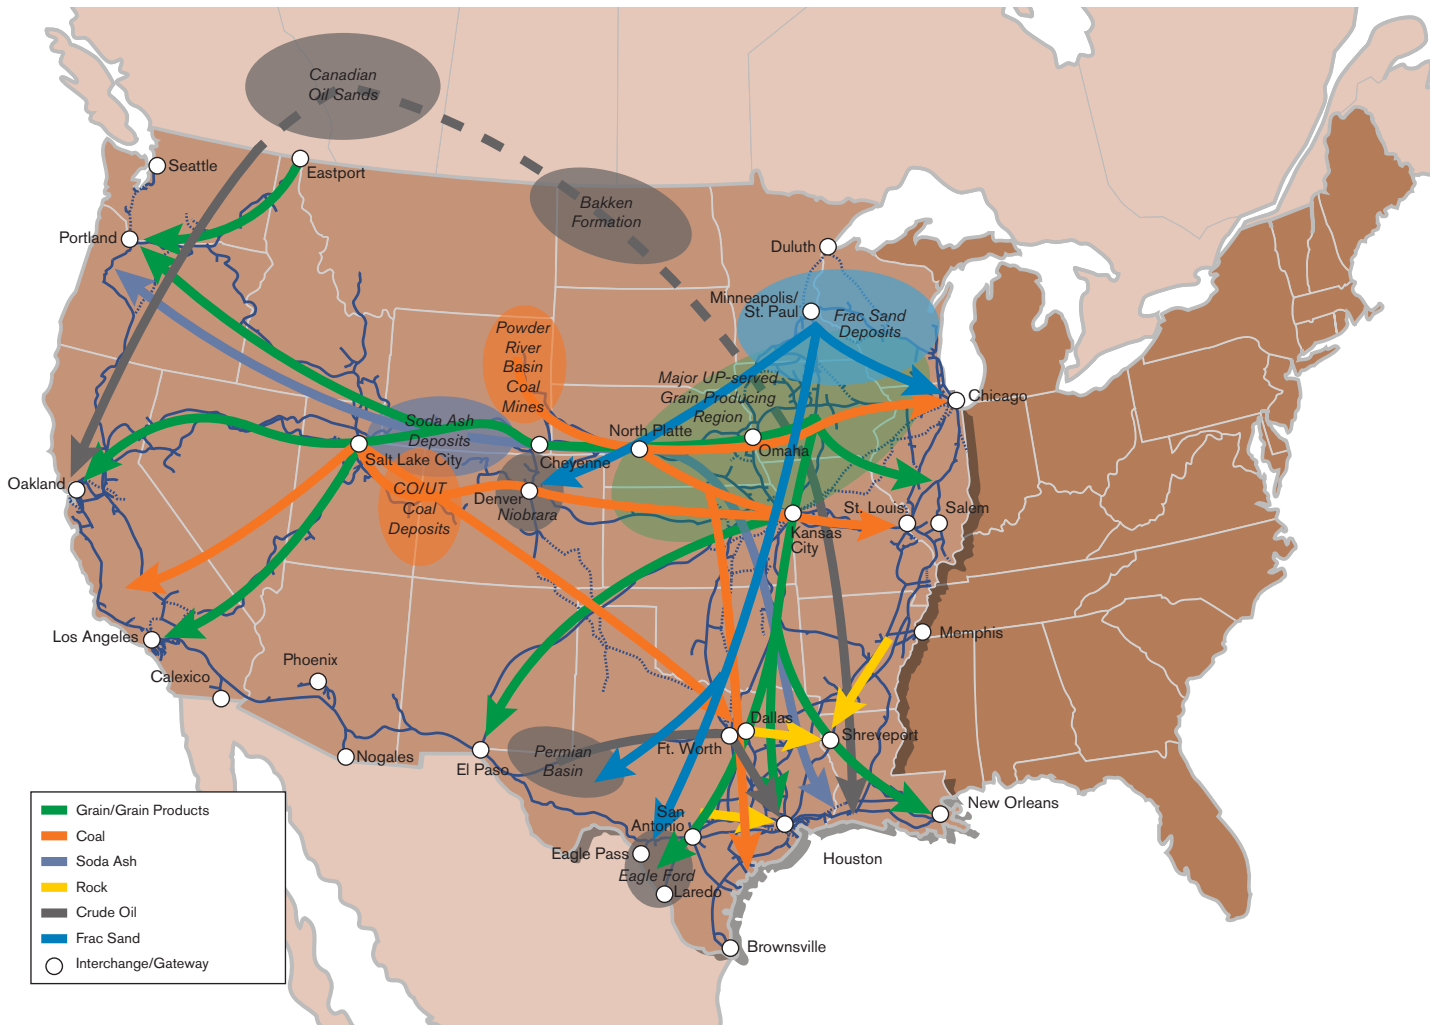 Canadian
Oil Sands
Seattle
Eastport
Bakken
Formation
Portland
Duluth
Minneapolis/
St. Paul
Frac Sand
Deposits
Powder
River
Basin
Coal
Mines
Major UP-served
Grain Producing
Region
Chicago
Soda Ash
Deposits
North Platte
Omaha
Salt Lake City
Cheyenne
Oakland
CO/UT
Coal
Deposits
Denver
Niobrara
St. Louis
Salem
Kansas
City
Los Angeles
Memphis
Phoenix
Calexico
Nogales
El Paso
Permian
Basin
Ft. Worth
Dallas
Shreveport
New Orleans
San
Antonio
Eagle Pass
Houston
Eagle Ford
Laredo
Brownsville
Grain/Grain Products
Coal
Soda Ash
Rock
Crude Oil
Frac Sand
Interchange/Gateway